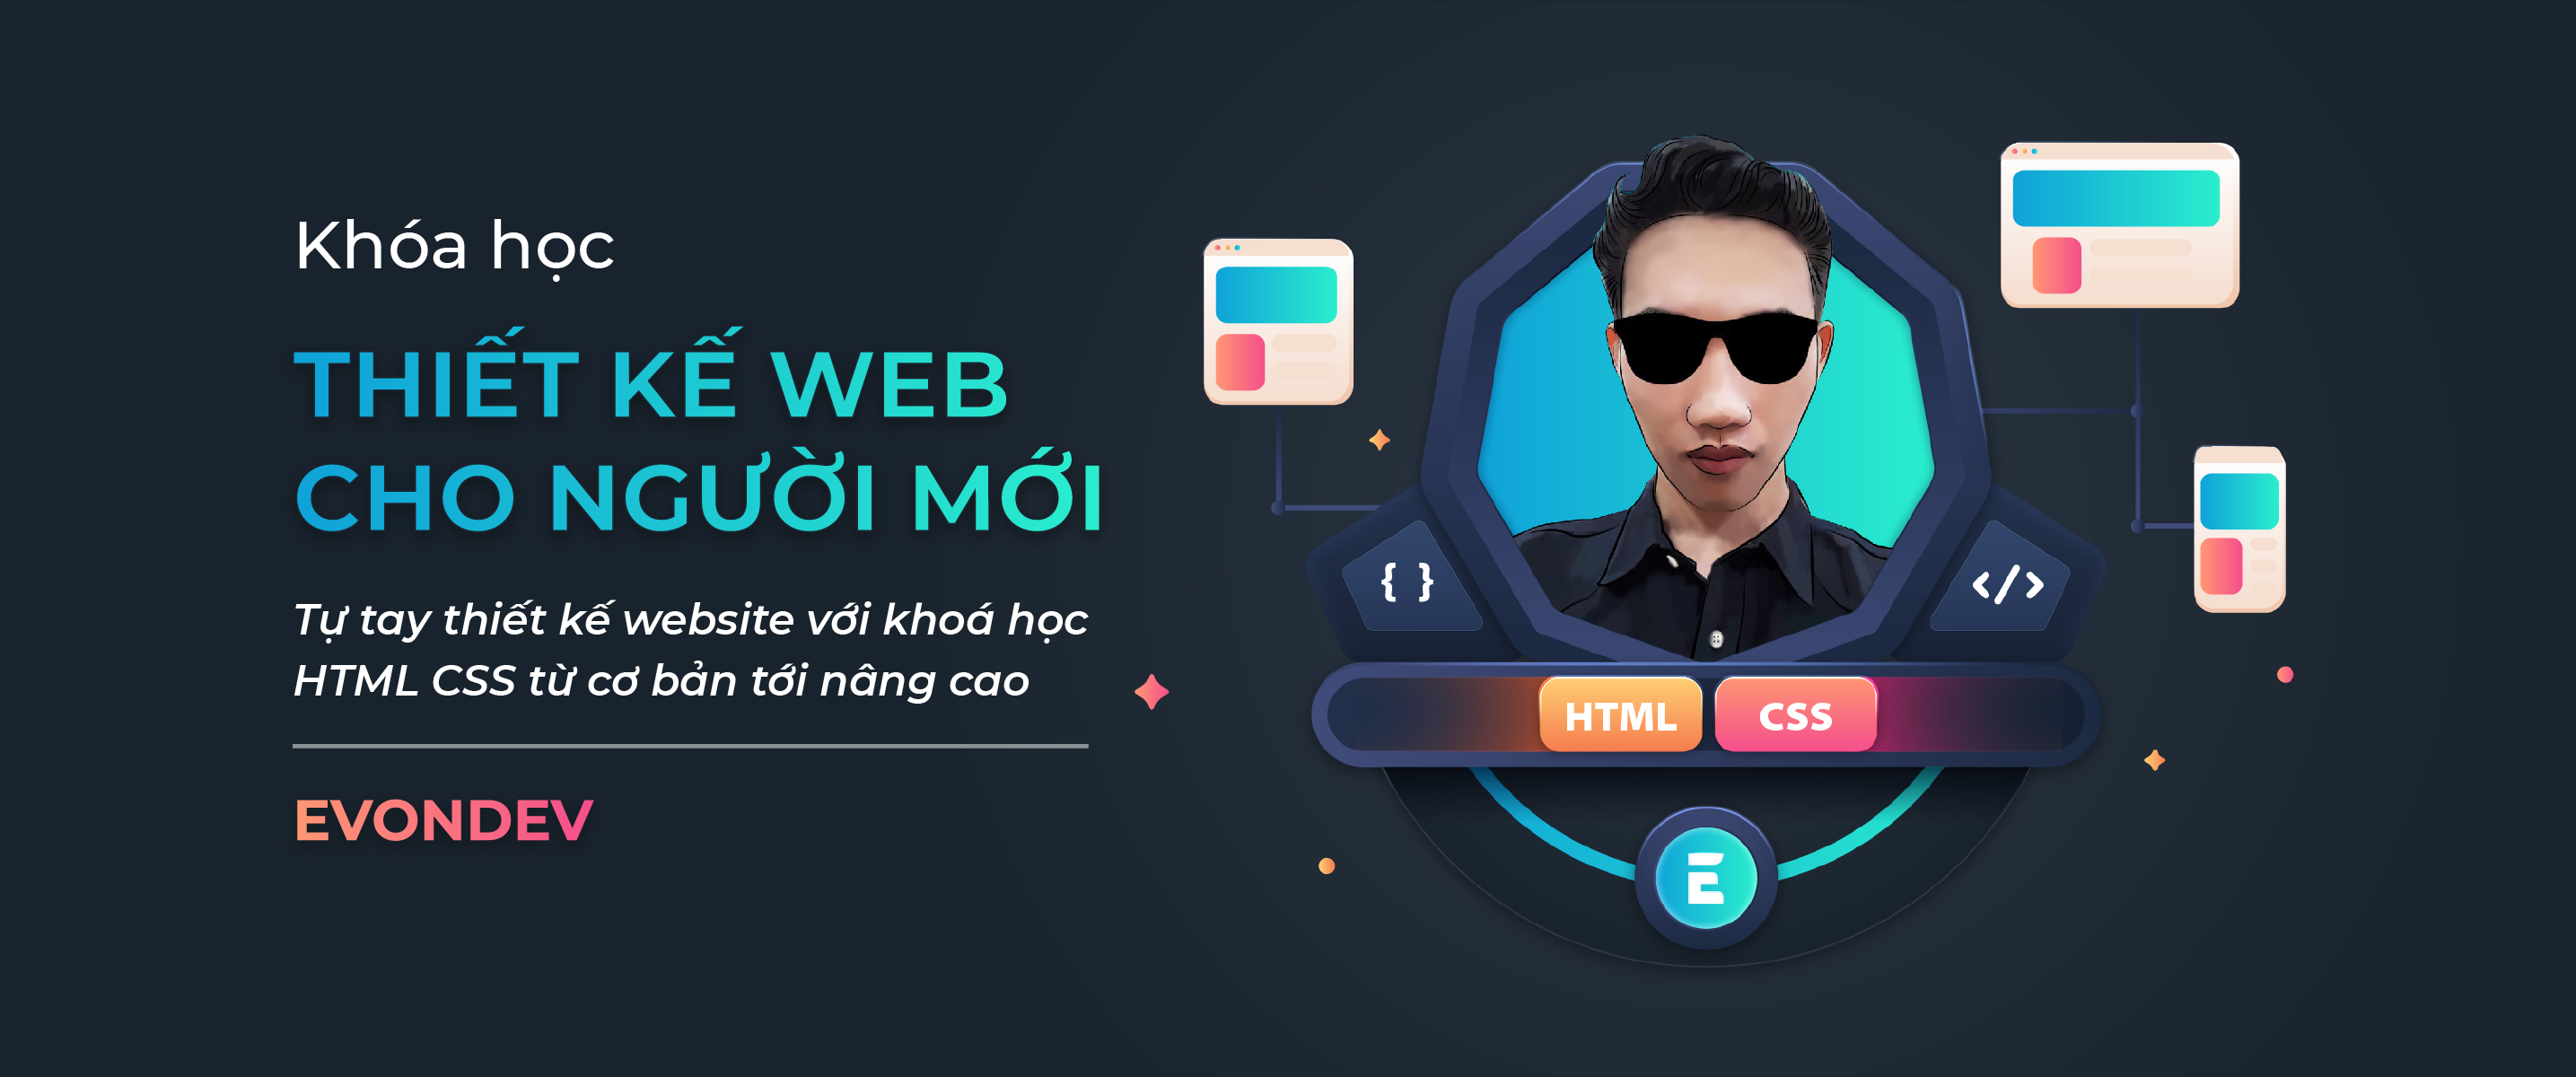 Khóa học
THIẾT KẾ WEB
CHO NGƯỜI MỚI
Tự tay thiết kế website với khoá học
HTML CSS từ cơ bản tới nâng cao
EVONDEV
{ }
</>
HTML
CSS
E